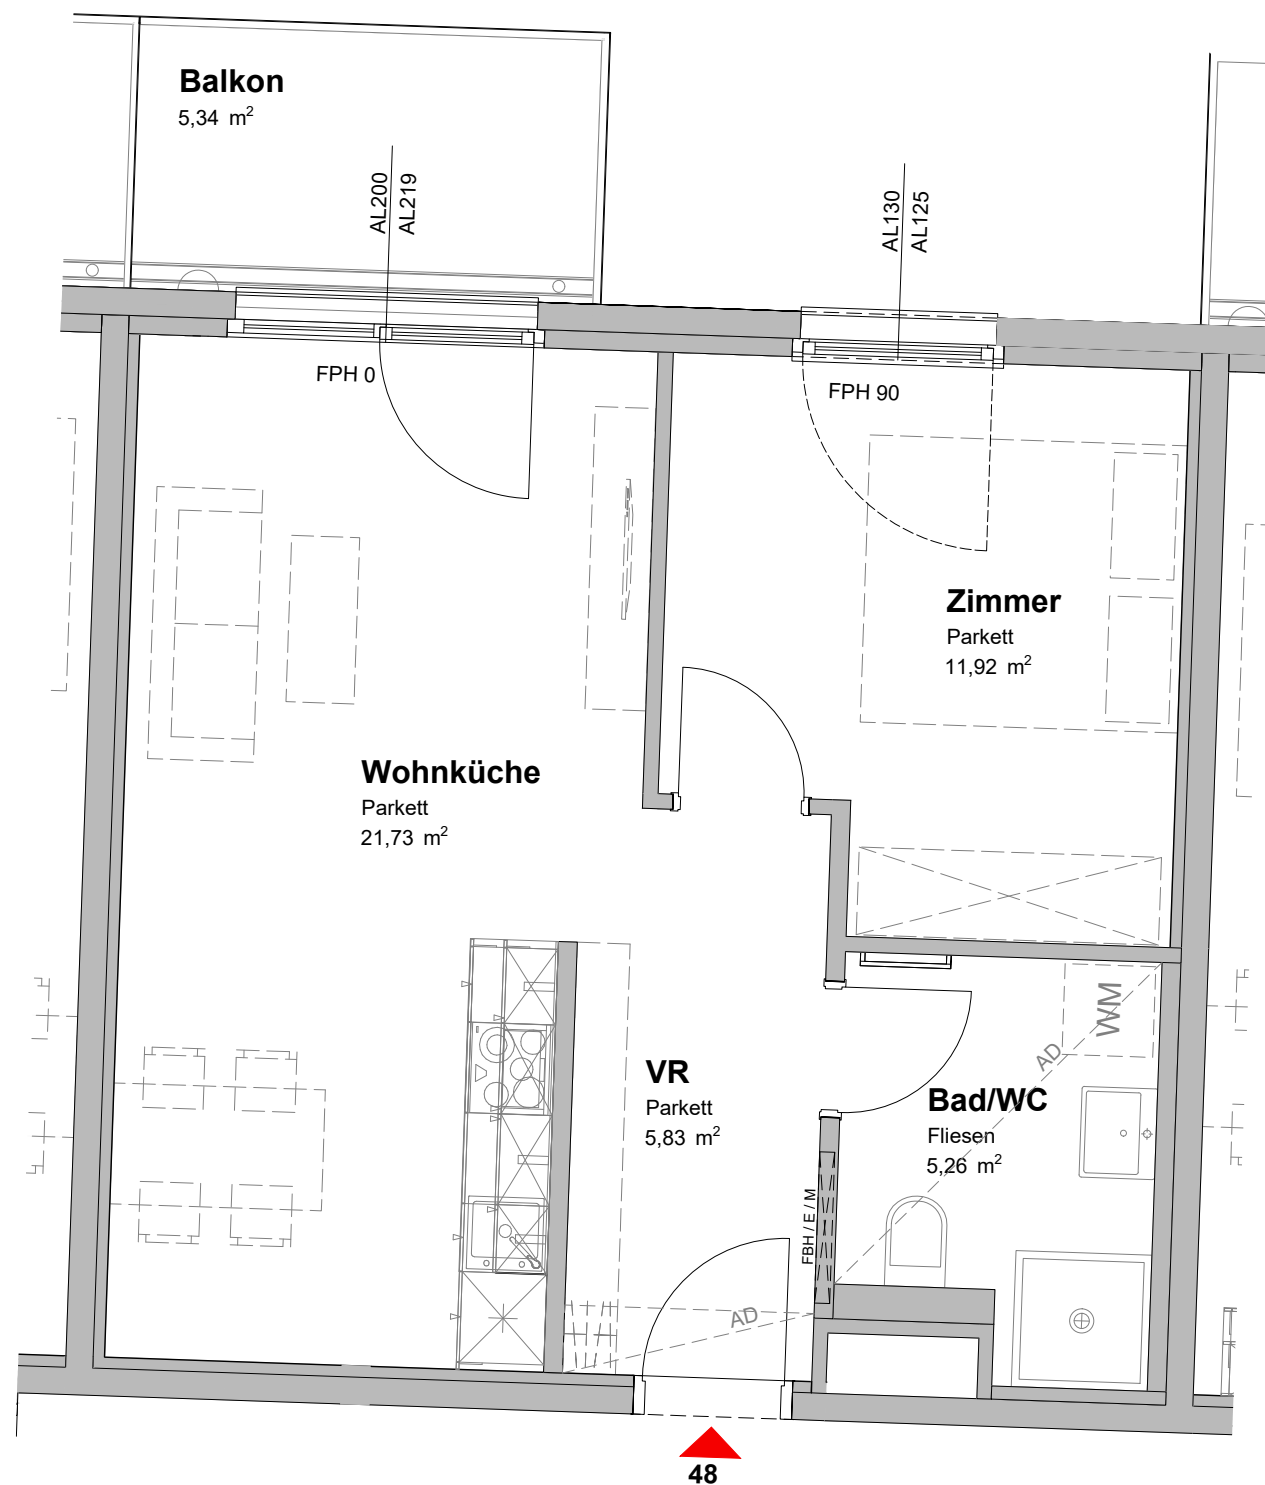 Balkon
5,34 m²
AL200
AL219
AL130
AL125
FPH 0
FPH 90
Zimmer
Parkett
11,92 m²
Wohnküche
Parkett
21,73 m²
WM
AD
VR
Parkett
5,83 m²
Bad/WC
Fliesen
5,26 m²
FBH / E / M
AD
48